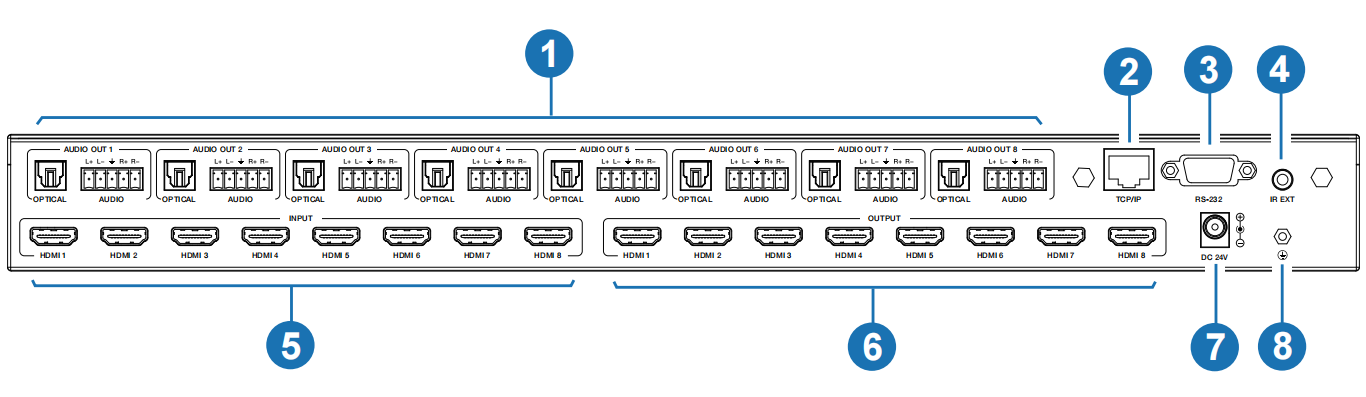 1
2
3
4
AUDIO OUT 1 AUDIO OUT 2 AUDIO OUT 3 AUDIO OUT 4 AUDIO OUT 5 AUDIO OUT 6 AUDIO OUT 7 AUDIO OUT 8
L+ L− R+ R− L+ L− R+ R− L+ L− R+ R− L+ L− R+ R− L+ L− R+ R− L+ L− R+ R− L+ L− R+ R− L+ L− R+ R−
OPTICAL AUDIO OPTICAL AUDIO OPTICAL AUDIO OPTICAL AUDIO OPTICAL AUDIO OPTICAL AUDIO OPTICAL AUDIO OPTICAL AUDIO TCP/IP RS-232 IR EXT
INPUT OUTPUT
HDMI 1 HDMI 2 HDMI 3 HDMI 4 HDMI 5 HDMI 6 HDMI 7 HDMI 8 HDMI 1 HDMI 2 HDMI 3 HDMI 4 HDMI 5 HDMI 6 HDMI 7 HDMI 8 DC 24V
5
6
7
8